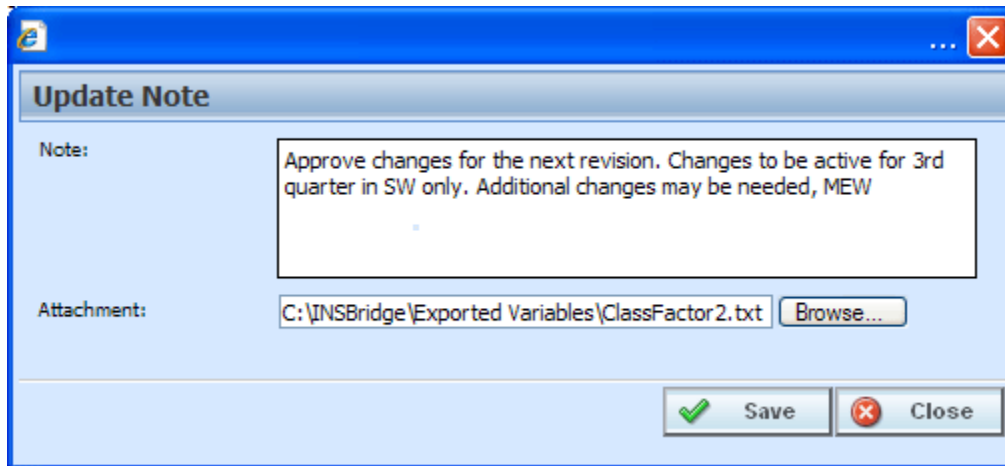 ...
Update Note
Note:
Approve changes for the next revision. Changes to be active for 3rd
quarter in SW only. Additional changes may be needed, MEW
Attachment:
C:\INSBridge\Exported Variables\ClassFactor2.txt
Browse...
Save
Close